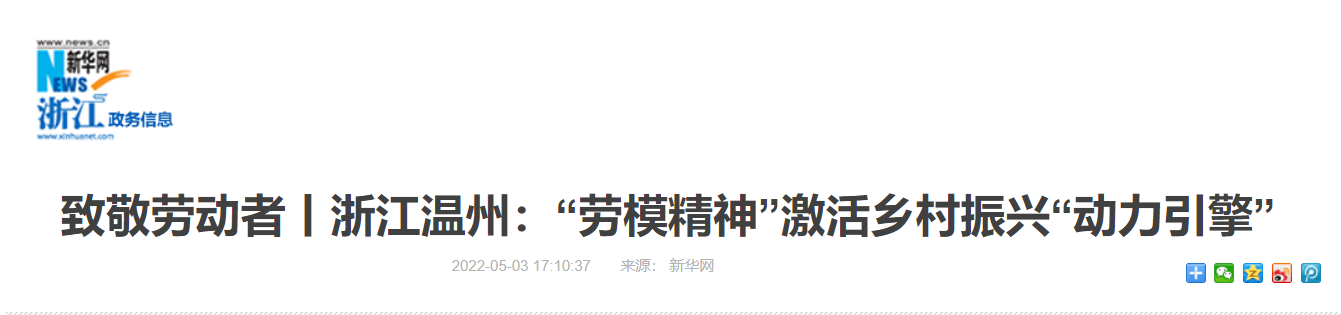 www.news.cn
新华网
NEWS
浙江 政务信息
www.xinhuanet.com
致敬劳动者丨浙江温州：“劳模精神”激活乡村振兴“动力引擎”
2022-05-03 17:10:37 来源： 新华网